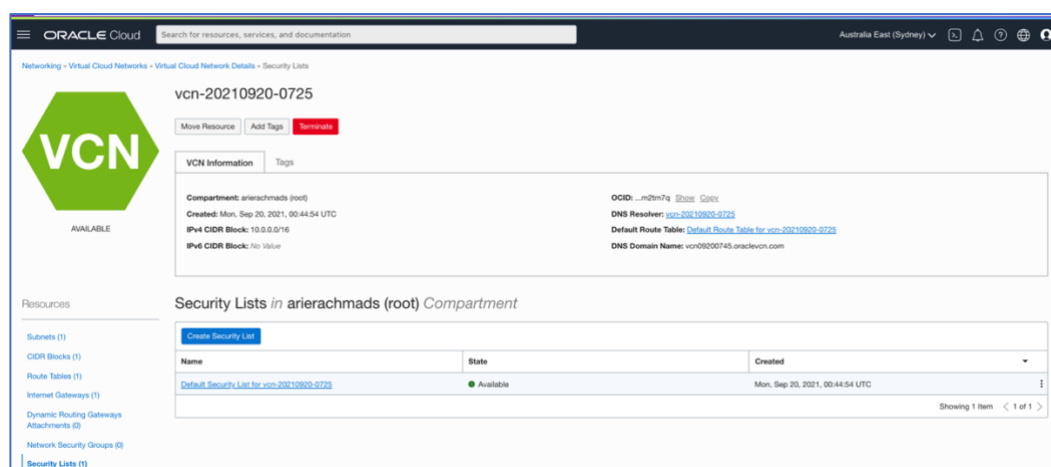 ORACLE Cloud
Search for resources, services, and documentation
Australia East (Sydney)
Networking » Virtual Cloud Networks » Virtual Cloud Network Details » Security Lists
VCN
AVAILABLE
vcn-20210920-0725
Move Resource Add Tags Terminate
VCN Information Tags
Compartment: arierachmads (root)
Created: Mon, Sep 20, 2021, 00:44:54 UTC
IPv4 CIDR Block: 10.0.0.0/16
IPv6 CIDR Block: No Value
OCID: ...m2tm7q Show Copy
DNS Resolver: vcn-20210920-0725
Default Route Table: Default Route Table for vcn-20210920-0725
DNS Domain Name: vcn09200745.oraclevcn.com
Resources
Subnets (1)
CIDR Blocks (1)
Route Tables (1)
Internet Gateways (1)
Dynamic Routing Gateways
Attachments (0)
Network Security Groups (0)
Security Lists (1)
Security Lists in arierachmads (root) Compartment
Create Security List
Name State Created
Default Security List for vcn-20210920-0725 Available Mon, Sep 20, 2021, 00:44:54 UTC
Showing 1 Item < 1 of 1 >